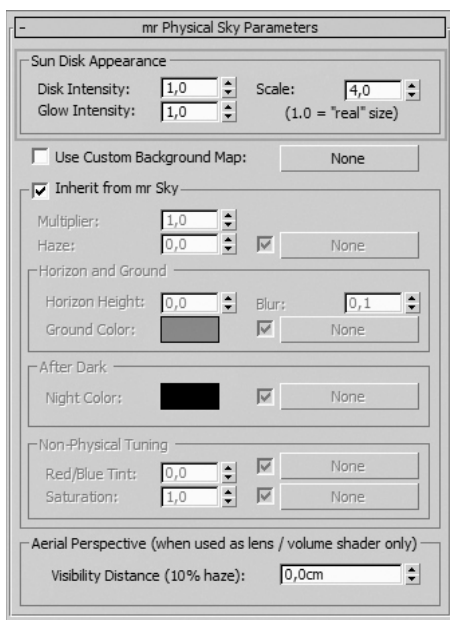 - mr Physical Sky Parameters
Sun Disk Appearance
Disk Intensity: 1,0 Scale: 4,0
Glow Intensity: 1,0 (1.0 = "real" size)
Use Custom Background Map: None
Inherit from mr Sky
Multiplier: 1,0
Haze: 0,0 None
Horizon and Ground
Horizon Height: 0,0 Blur: 0,1
Ground Color: None
After Dark
Night Color: None
Non-Physical Tuning
Red/Blue Tint: 0,0 None
Saturation: 1,0 None
Aerial Perspective (when used as lens / volume shader only)
Visibility Distance (10% haze): 0,0cm